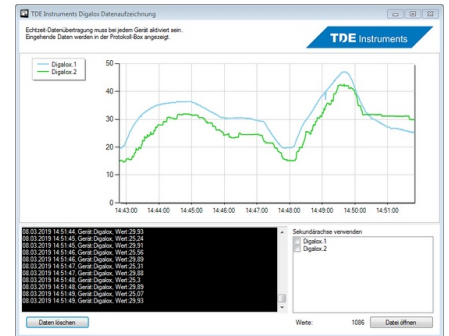 TDE Instruments Digalox Datenaufzeichnung
Echtzeit-Datenübertragung muss bei jedem Gerät aktiviert sein.
Eingehende Daten werden in der Protokoll-Box angezeigt.
TDE Instruments
Digalox.1
Digalox.2
50
40
30
20
10
0
14:43:00 14:44:00 14:45:00 14:46:00 14:47:00 14:48:00 14:49:00 14:50:00 14:51:00
08.03.2019 14:51:44, Gerät:Digalox, Wert:29,93
08.03.2019 14:51:45, Gerät:Digalox, Wert:25,24
08.03.2019 14:51:45, Gerät:Digalox, Wert:29,91
08.03.2019 14:51:46, Gerät:Digalox, Wert:25,56
08.03.2019 14:51:46, Gerät:Digalox, Wert:29,89
08.03.2019 14:51:47, Gerät:Digalox, Wert:25,31
08.03.2019 14:51:47, Gerät:Digalox, Wert:29,88
08.03.2019 14:51:48, Gerät:Digalox, Wert:25,3
08.03.2019 14:51:48, Gerät:Digalox, Wert:29,89
08.03.2019 14:51:49, Gerät:Digalox, Wert:25,07
08.03.2019 14:51:49, Gerät:Digalox, Wert:29,93
Sekundärachse verwenden
Digalox.1
Digalox.2
Daten löschen
Werte: 1086
Datei öffnen